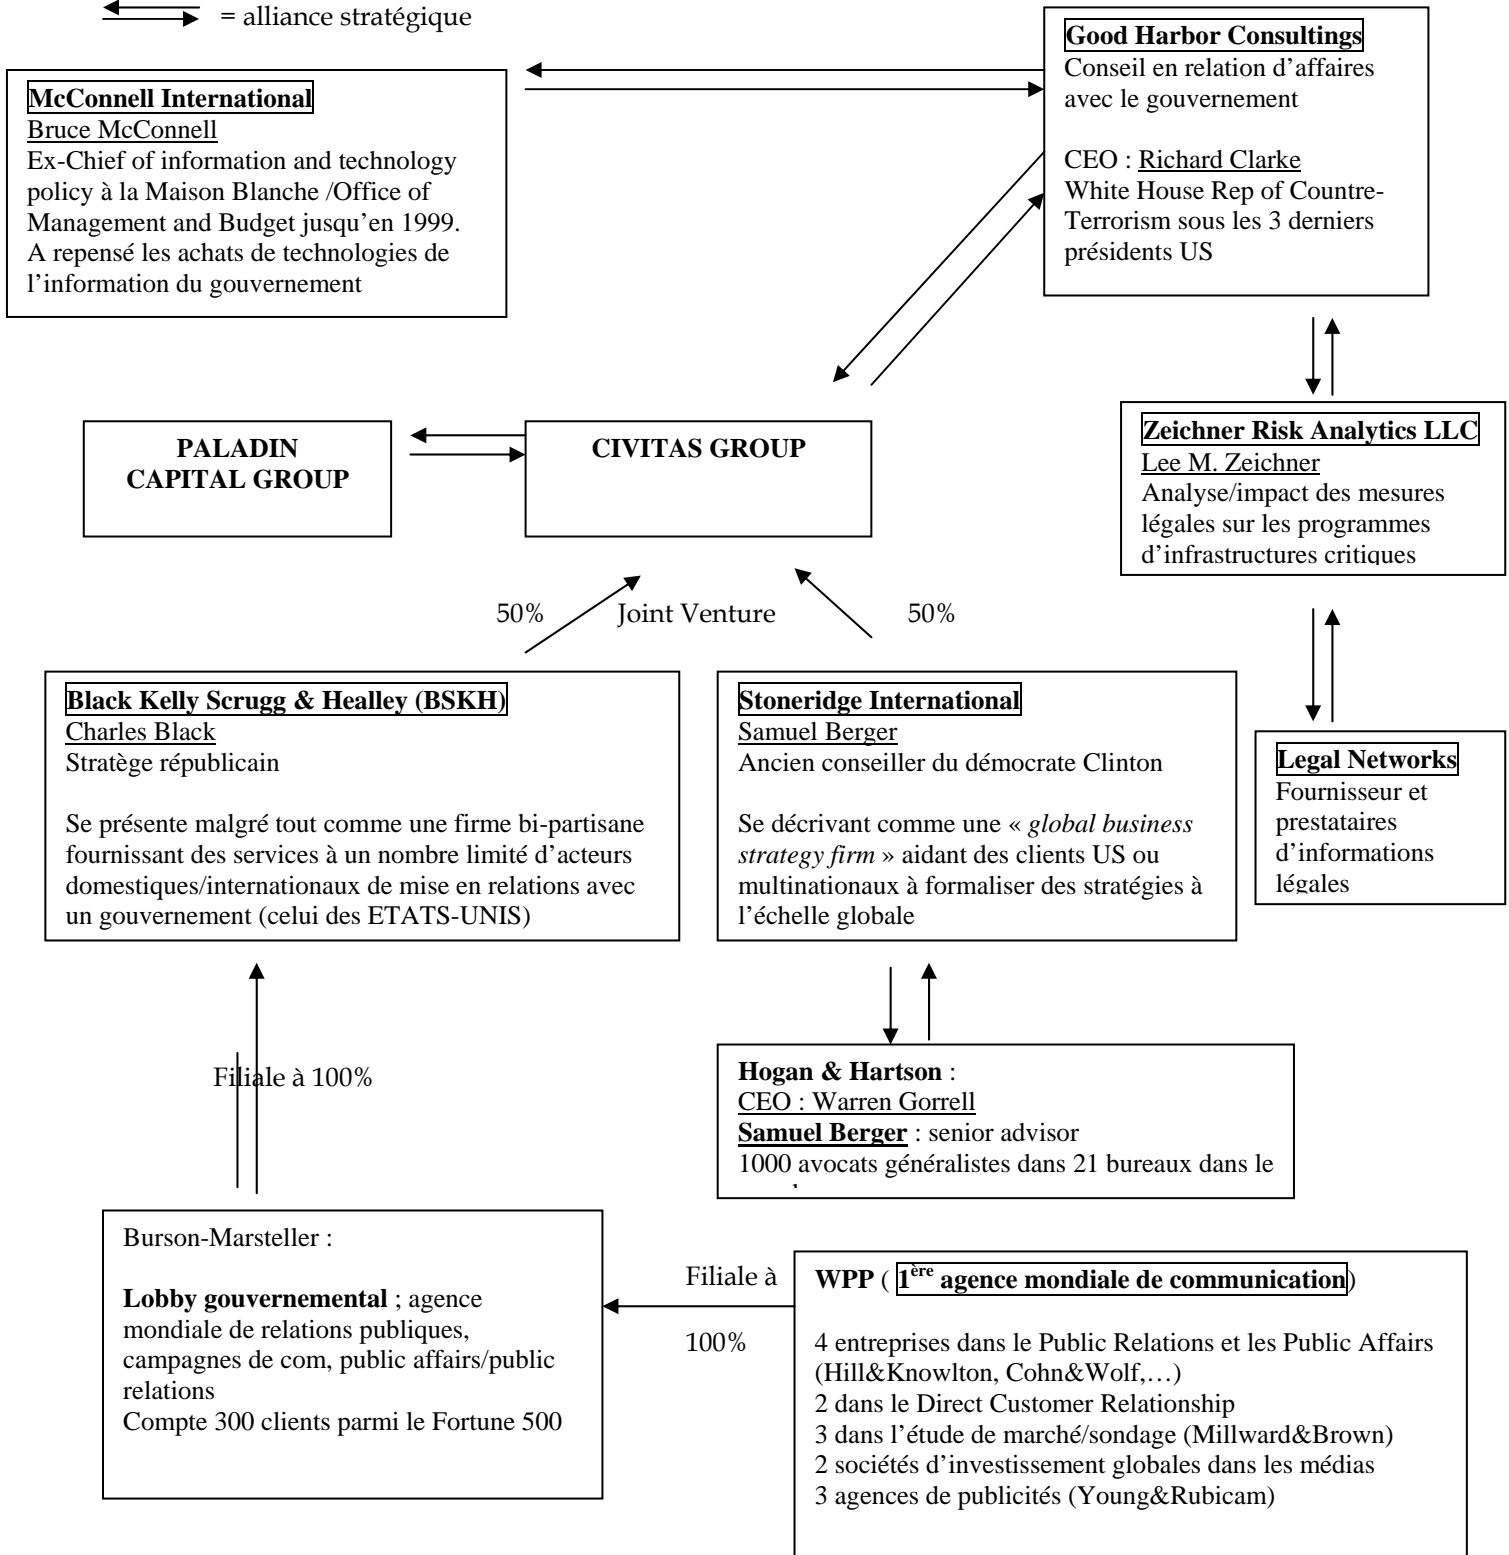 = alliance stratégique
Good Harbor Consultings
Conseil en relation d’affaires
avec le gouvernement
CEO : Richard Clarke
White House Rep of Countre-
Terrorism sous les 3 derniers
présidents US
McConnell International
Bruce McConnell
Ex-Chief of information and technology
policy à la Maison Blanche /Office of
Management and Budget jusqu’en 1999.
A repensé les achats de technologies de
l’information du gouvernement
PALADIN
CAPITAL GROUP
CIVITAS GROUP
Zeichner Risk Analytics LLC
Lee M. Zeichner
Analyse/impact des mesures
légales sur les programmes
d’infrastructures critiques
50%
Joint Venture
50%
Black Kelly Scrugg & Healley (BSKH)
Charles Black
Stratège républicain
Se présente malgré tout comme une firme bi-partisane
fournissant des services à un nombre limité d’acteurs
domestiques/internationaux de mise en relations avec
un gouvernement (celui des ETATS-UNIS)
Stoneridge International
Samuel Berger
Ancien conseiller du démocrate Clinton
Se décrivant comme une « global business
strategy firm » aidant des clients US ou
multinationaux à formaliser des stratégies à
l’échelle globale
Legal Networks
Fournisseur et
prestataires
d’informations
légales
Filiale à 100%
Hogan & Hartson :
CEO : Warren Gorrell
Samuel Berger : senior advisor
1000 avocats généralistes dans 21 bureaux dans le
Burson-Marsteller :
Lobby gouvernemental ; agence
mondiale de relations publiques,
campagnes de com, public affairs/public
relations
Compte 300 clients parmi le Fortune 500
Filiale à
100%
WPP ( 1ère agence mondiale de communication)
4 entreprises dans le Public Relations et les Public Affairs
(Hill&Knowlton, Cohn&Wolf,…)
2 dans le Direct Customer Relationship
3 dans l’étude de marché/sondage (Millward&Brown)
2 sociétés d’investissement globales dans les médias
3 agences de publicités (Young&Rubicam)